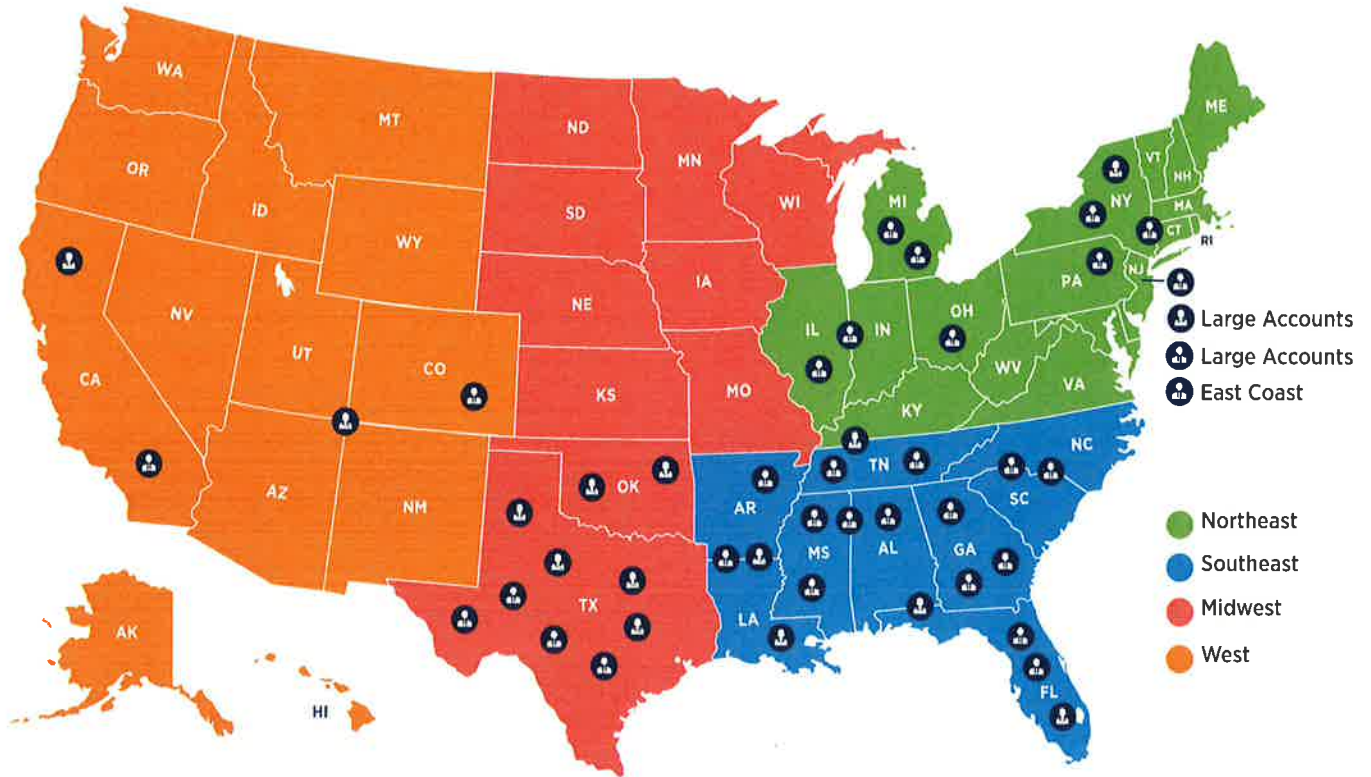 WA
MT
ND
MN
ME
OR
ID
SD
WI
MI
VT
NH
NY
MA
WY
CT
RI
IA
PA
NJ
NE
NV
UT
CO
IL
IN
OH
Large Accounts
CA
KS
MO
WV
VA
Large Accounts
KY
East Coast
AZ
NM
OK
AR
TN
NC
SC
MS
AL
GA
Northeast
TX
LA
Southeast
Midwest
AK
HI
FL
West